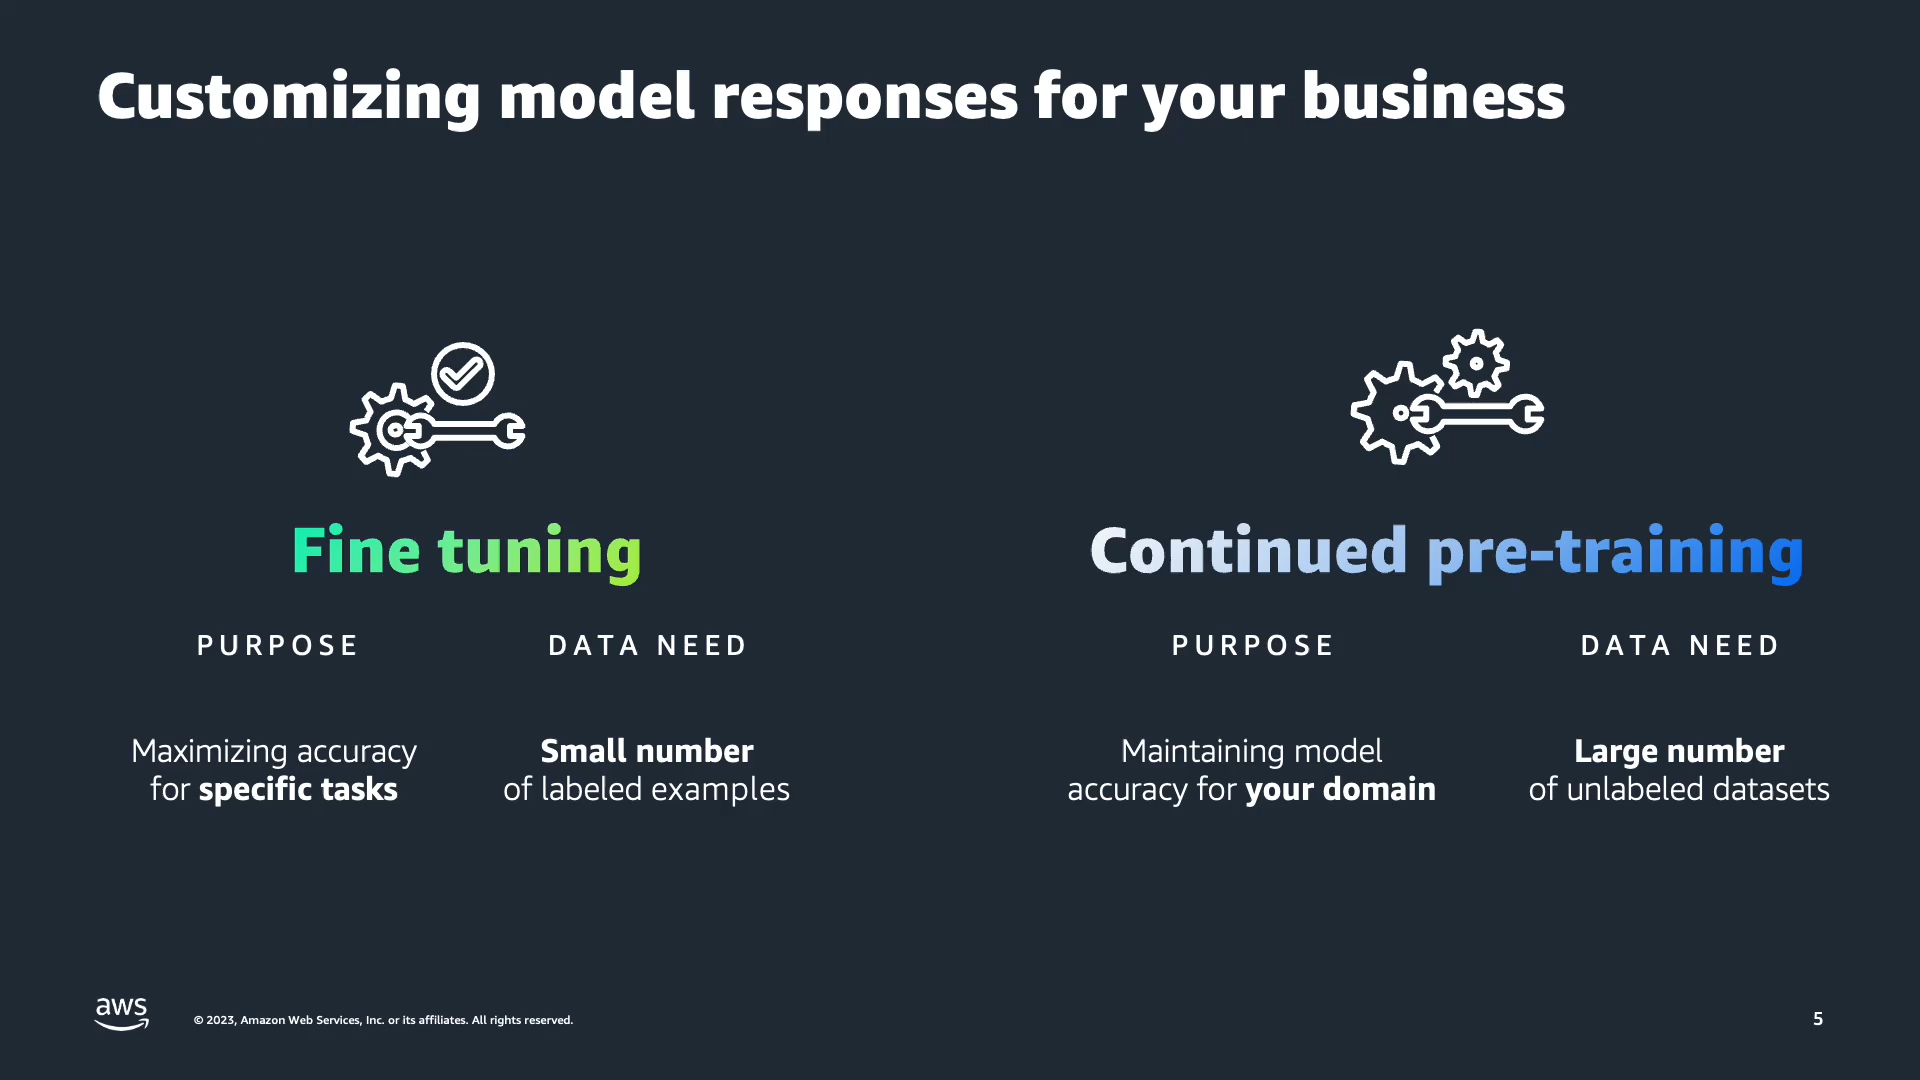 Customizing model responses for your business
Fine tuning
PURPOSE
Maximizing accuracy
for specific tasks
DATA NEED
Small number
of labeled examples
Continued pre-training
PURPOSE
Maintaining model
accuracy for your domain
DATA NEED
Large number
of unlabeled datasets
aws
© 2023, Amazon Web Services, Inc. or its affiliates. All rights reserved.
5